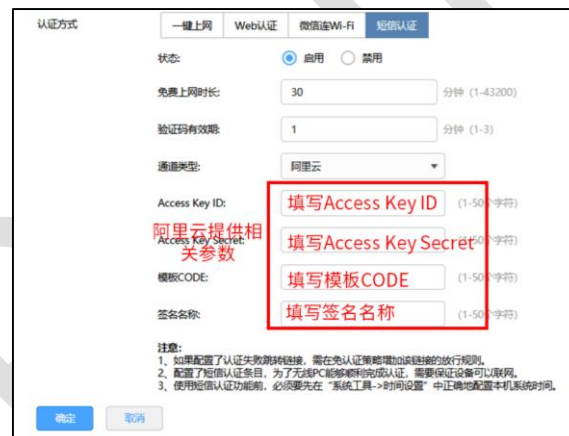 认证方式 一键上网 Web认证 微信连Wi-Fi 短信认证
状态: 启用 禁用
免费上网时长: 30 分钟 (1-43200)
验证码有效期: 1 分钟 (1-3)
通道类型: 阿里云
Access Key ID: 填写Access Key ID (1-50个字符)
阿里云提供相关参数
Access Key Secret: 填写Access Key Secret (1-50个字符)
模板CODE: 填写模板CODE (1-50个字符)
签名名称: 填写签名名称 (1-50个字符)
注意:
1、如果配置了认证失败跳转链接，需在免认证策略增加该链接的放行规则。
2、配置了短信认证条目，为了无线PC能够顺利完成认证，需要保证设备可以联网。
3、使用短信认证功能前，必须要先在“系统工具->时间设置”中正确地配置本机系统时间。
确定 取消